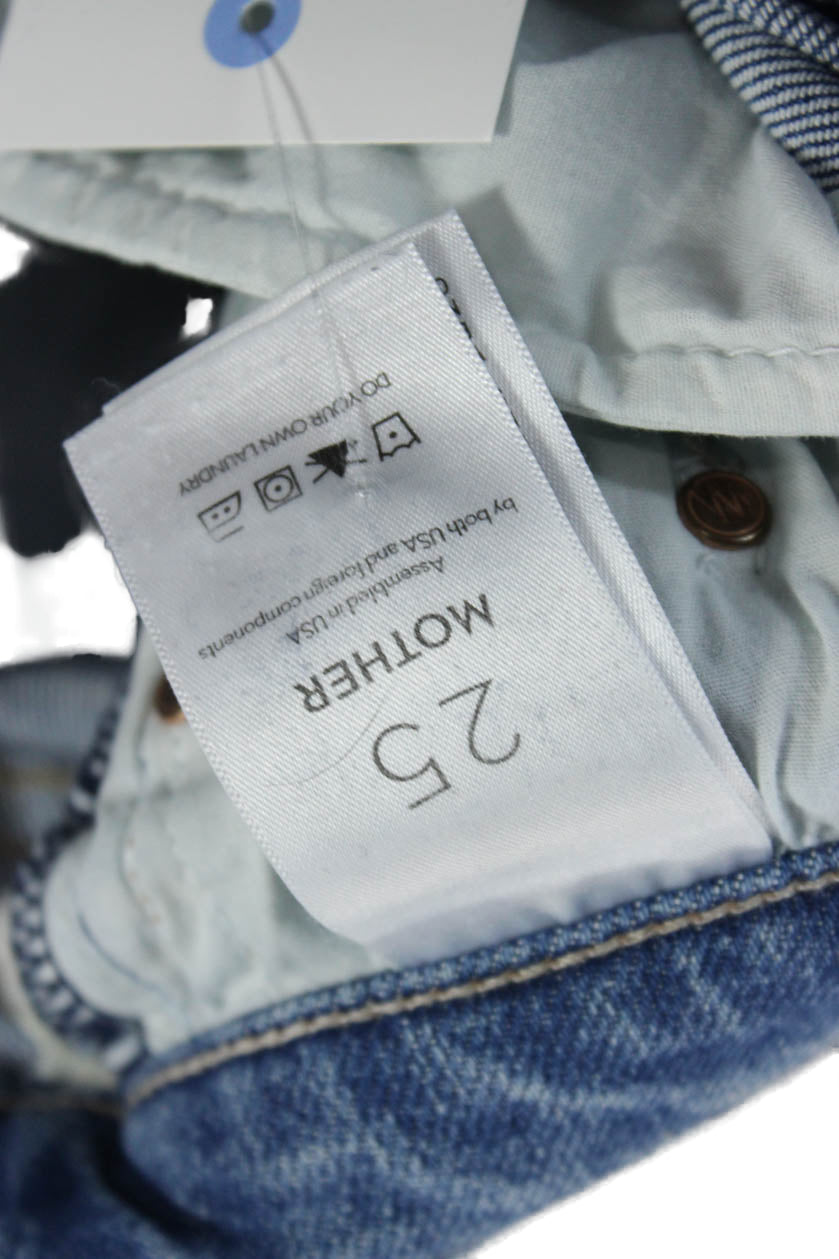 25
MOTHER
Assembled in USA
by both USA and foreign components
DO YOUR OWN LAUNDRY